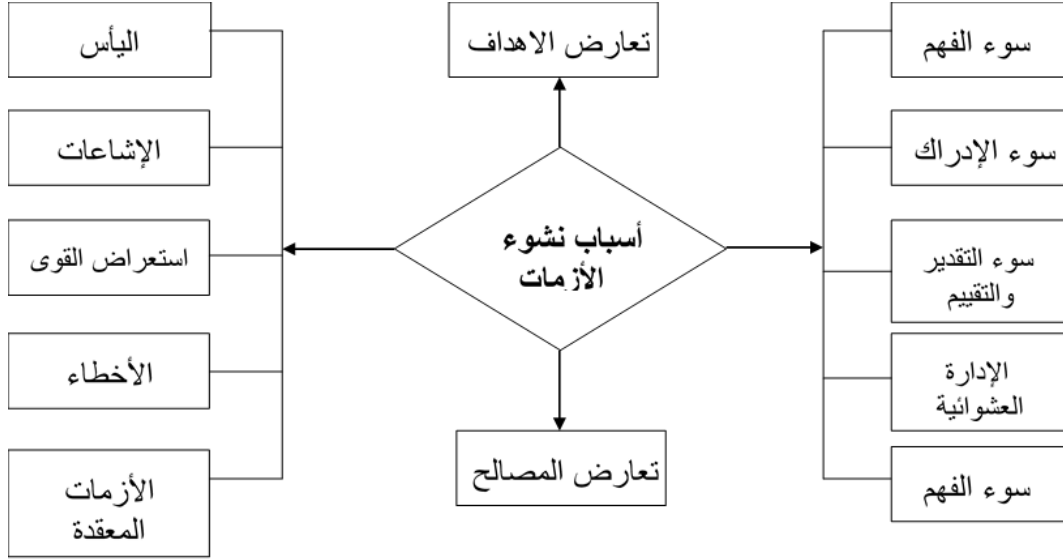 سوء الفهم
تعارض الاهداف
اليأس
سوء الإدراك
الإشاعات
أسباب نشوء
الأزمات
سوء التقدير
والتقييم
استعراض القوى
الإدارة
العشوائية
الأخطاء
سوء الفهم
تعارض المصالح
الأزمات
المعقدة